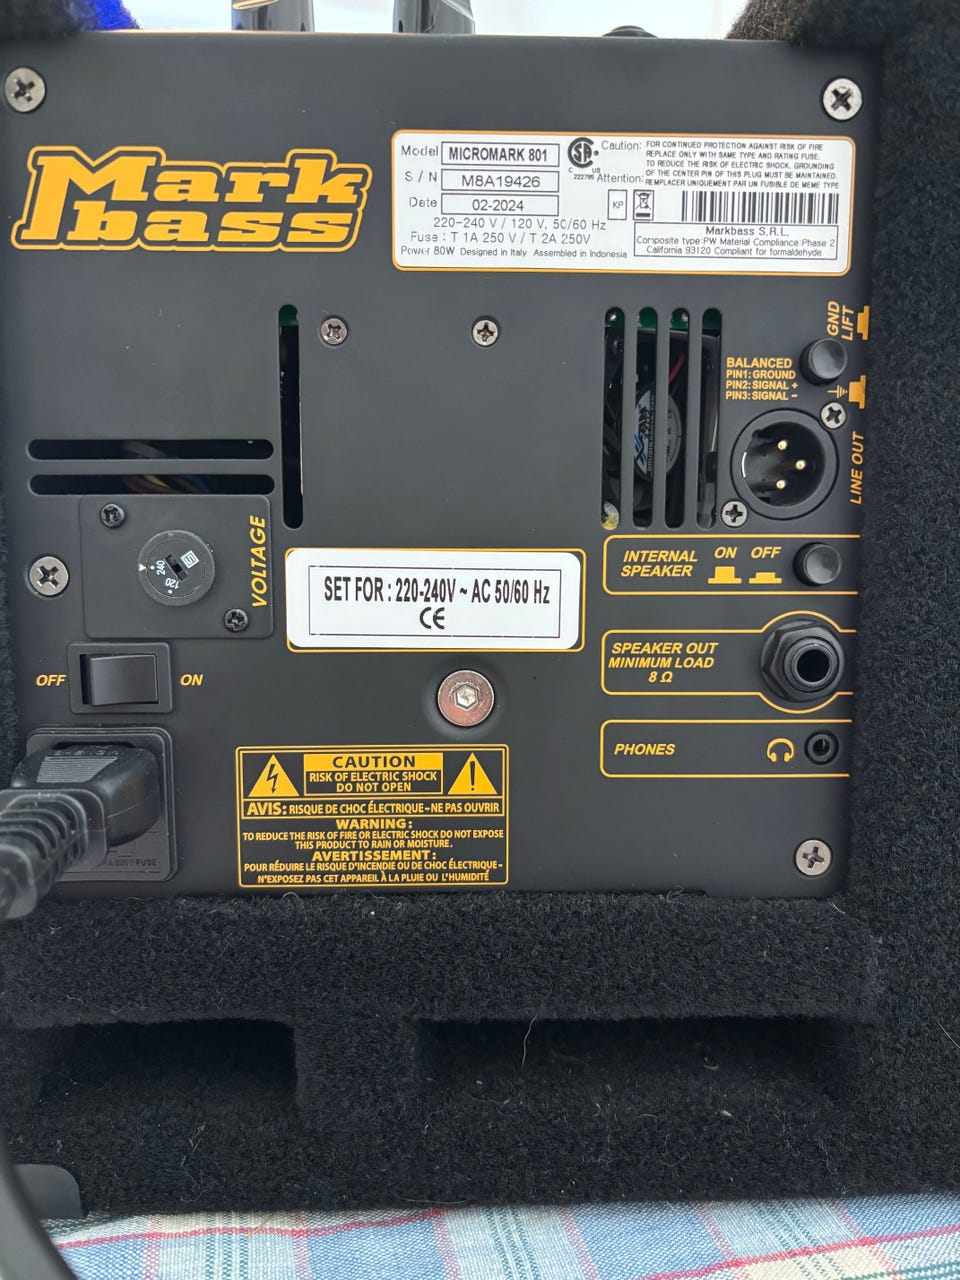 Mark
bass
Model MICROMARK 801
S / N M8A19426
Date 02-2024
220-240 V / 120 V, 50/60 Hz
Fuse : T 1A 250 V / T 2A 250V
Power 80W Designed in Italy Assembled in Indonesia
C US
222795
Caution: FOR CONTINUED PROTECTION AGAINST RISK OF FIRE
REPLACE ONLY WITH SAME TYPE AND RATING FUSE.
TO REDUCE THE RISK OF ELECTRIC SHOCK, GROUNDING
OF THE CENTER PIN OF THIS PLUG MUST BE MAINTAINED.
Attention: REMPLACER UNIQUEMENT PAR UN FUSIBLE DE MEME TYPE
KP
Markbass S.R.L.
Composite type:PW Material Compliance:Phase 2
California 93120 Compliant for formaldehyde
GND
LIFT
BALANCED
PIN1: GROUND
PIN2: SIGNAL +
PIN3: SIGNAL -
LINE OUT
VOLTAGE
240
120
SET FOR : 220-240V ~ AC 50/60 Hz
CE
INTERNAL
SPEAKER
ON OFF
SPEAKER OUT
MINIMUM LOAD
8 Ω
OFF ON
PHONES
CAUTION
RISK OF ELECTRIC SHOCK
DO NOT OPEN
AVIS: RISQUE DE CHOC ÉLECTRIQUE-NE PAS OUVRIR
WARNING:
TO REDUCE THE RISK OF FIRE OR ELECTRIC SHOCK DO NOT EXPOSE
THIS PRODUCT TO RAIN OR MOISTURE.
AVERTISSEMENT:
POUR RÉDUIRE LE RISQUE D'INCENDIE OU DE CHOC ÉLECTRIQUE-
N'EXPOSEZ PAS CET APPAREIL À LA PLUIE OU L'HUMIDITÉ
FUSE